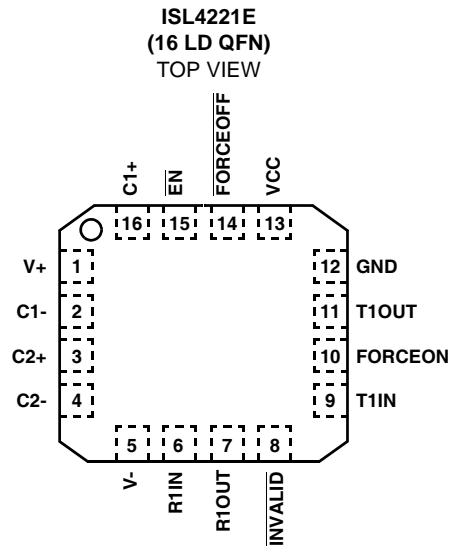 ISL4221E
(16 LD QFN)
TOP VIEW
C1+
EN
FORCEOFF
VCC
16 15 14 13
V+ 1
C1- 2
C2+ 3
C2- 4
12 GND
11 T1OUT
10 FORCEON
9 T1IN
5 6 7 8
V-
R1IN
R1OUT
INVALID